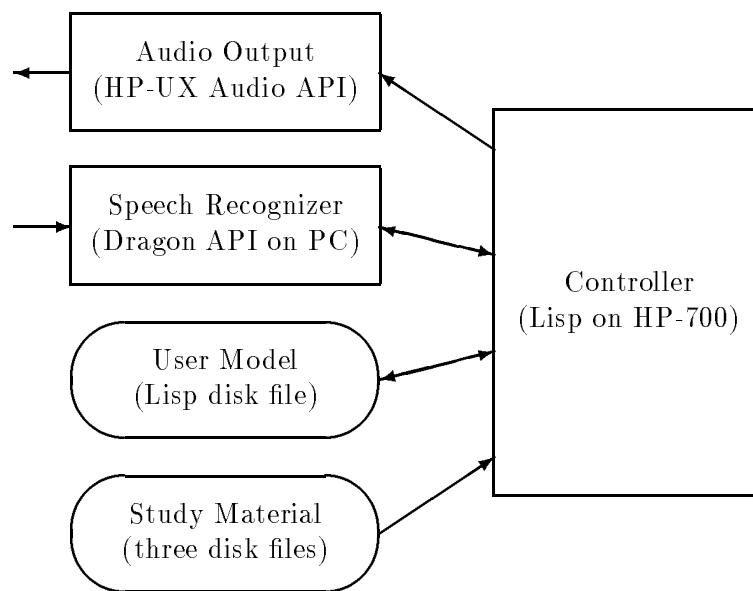 Audio Output
(HP-UX Audio API)
Speech Recognizer
(Dragon API on PC)
Controller
(Lisp on HP-700)
User Model
(Lisp disk file)
Study Material
(three disk files)